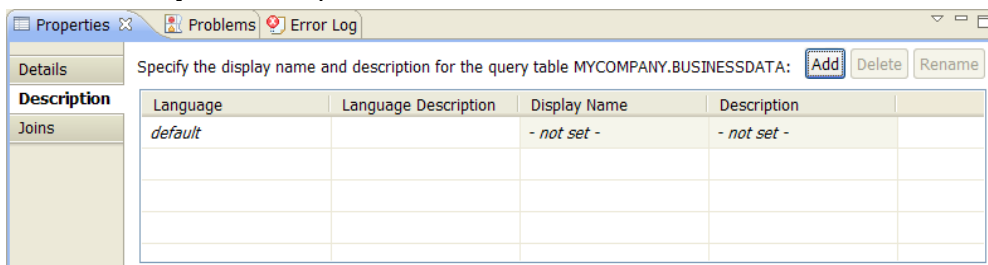 Properties Problems Error Log
Details Specify the display name and description for the query table MYCOMPANY.BUSINESSDATA: Add Delete Rename
Description Language Language Description Display Name Description
Joins default - not set - - not set -